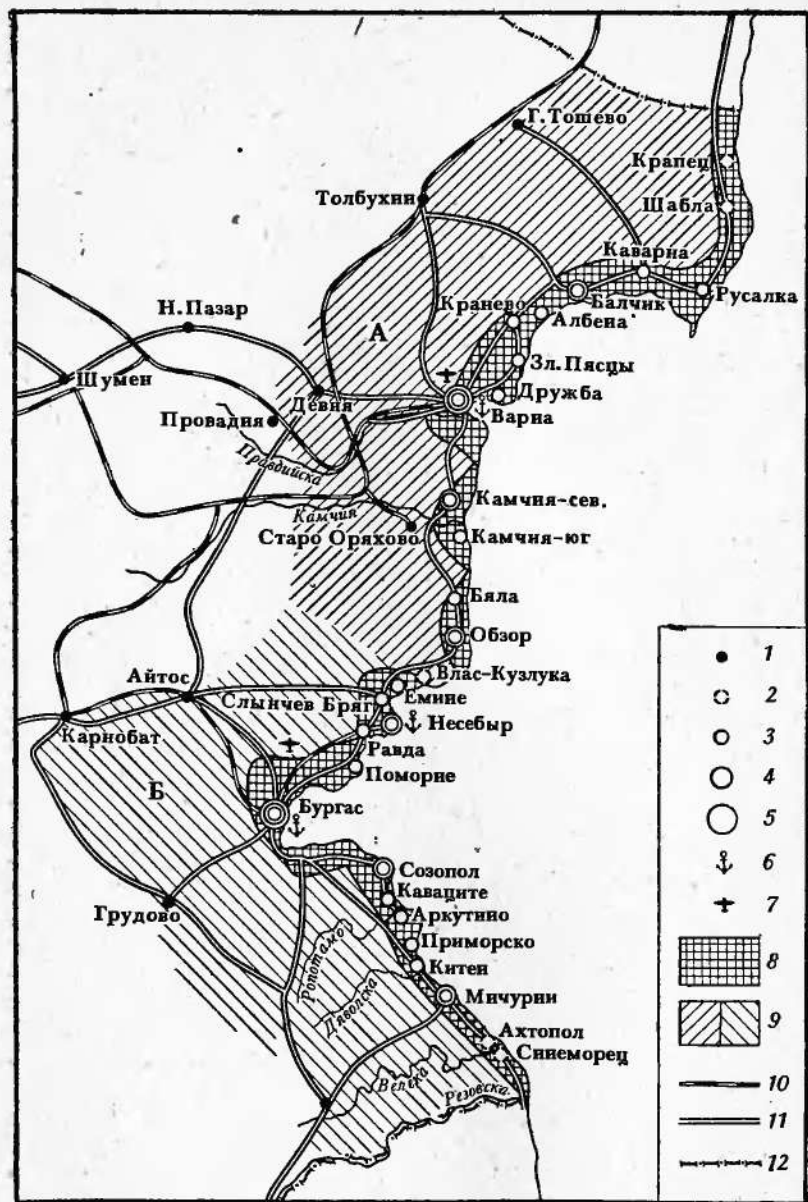 Г. Тошево
Крапец
Толбухин
Шабла
Каварна
Н. Пазар
Кранево
Балчик
Русалка
Албена
А
Зл. Пясцы
Шумен
Девня
Дружба
Провадия
Варна
Правдийска
Камчия-сев.
Камчия
Старо Оряхово
Камчия-юг
Бяла
Обзор
Айтос
Влас-Кузлука
Слынчев Бряг
Емине
Карнобат
Несебыр
Равда
Б
Поморие
Бургас
Созопол
Каваците
Грудово
Аркутино
Ропотамо
Приморско
Китен
Дяволска
Мичурин
Ахтопол
Синеморец
Велека
Резовска
1
2
3
4
5
6
7
8
9
10
11
12